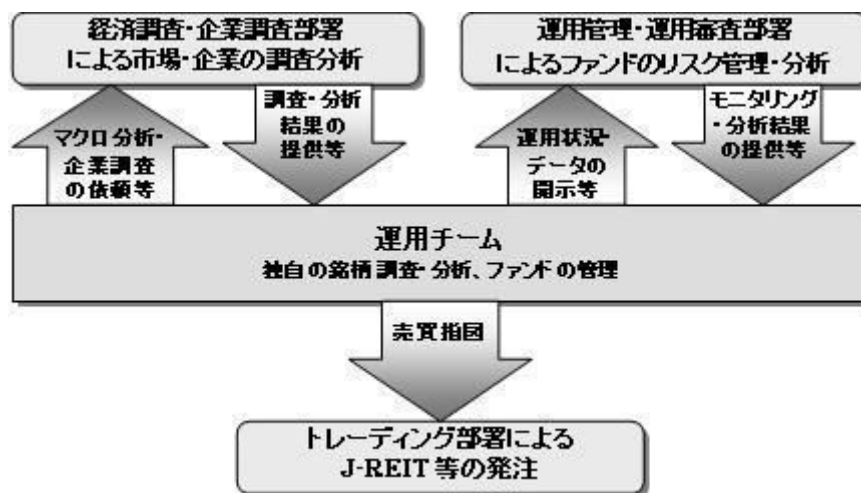 経済調査・企業調査部署
による市場・企業の調査分析
運用管理・運用審査部署
によるファンドのリスク管理・分析
マクロ分析・
企業調査
の依頼等
調査・分析
結果の
提供等
運用状況・
データの
開示等
モニタリング
・分析結果
の提供等
運用チーム
独自の銘柄調査・分析、ファンドの管理
売買指図
トレーディング部署による
J-REIT等の発注